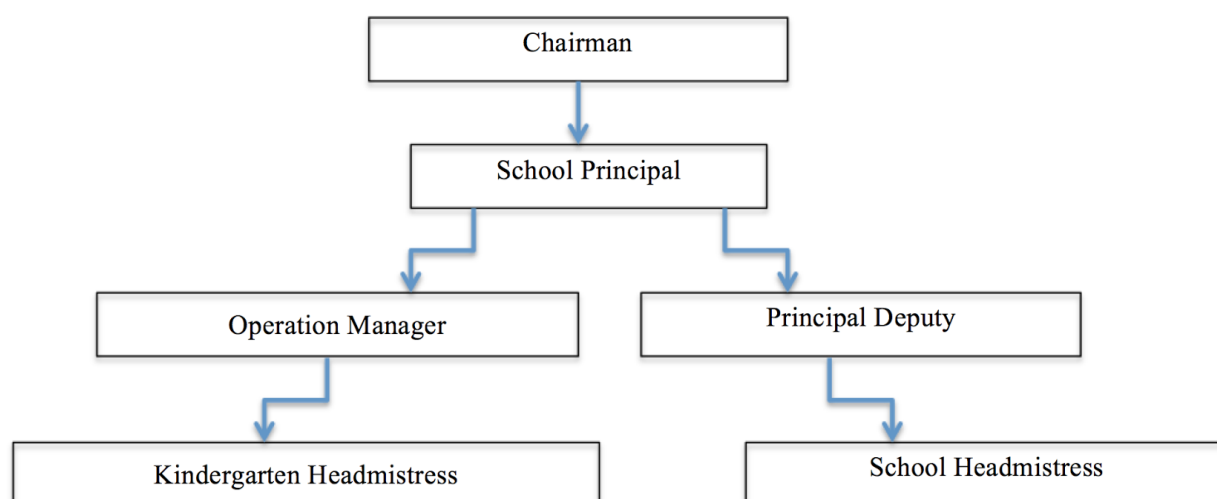 Chairman
School Principal
Operation Manager
Principal Deputy
Kindergarten Headmistress
School Headmistress